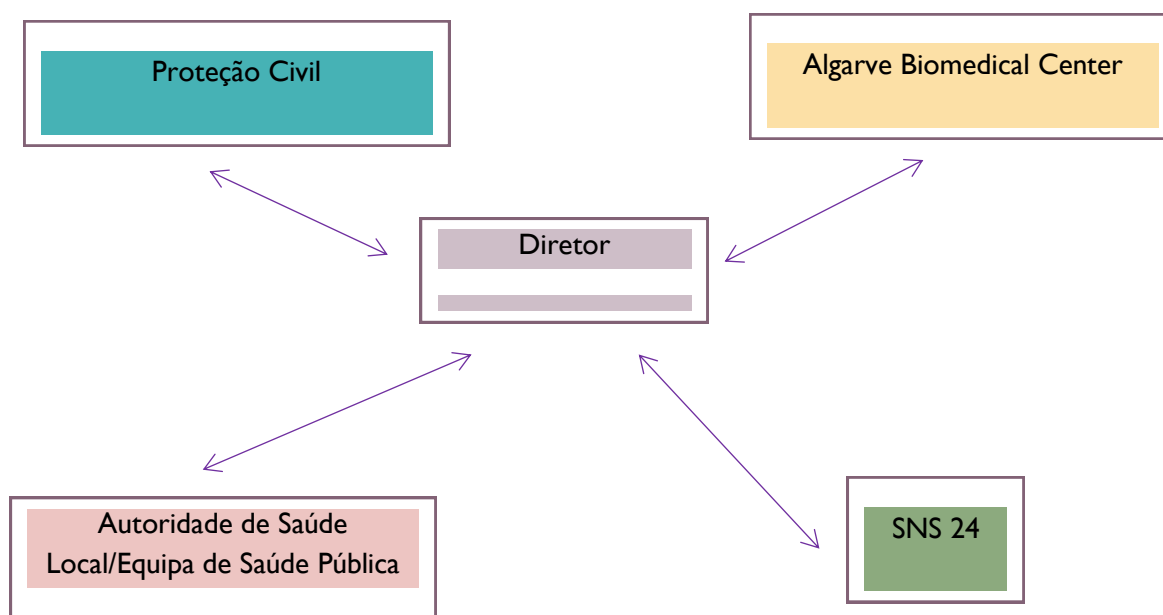 Proteção Civil
Algarve Biomedical Center
Diretor
Autoridade de Saúde
Local/Equipa de Saúde Pública
SNS 24